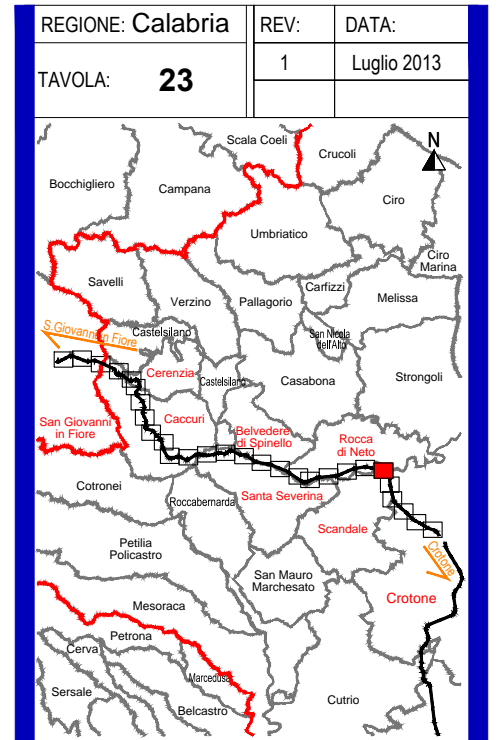 REGIONE: Calabria
REV:
DATA:
TAVOLA: 23
1
Luglio 2013
Scala Coeli
Crucoli
N
Bocchigliero
Campana
Ciro
Umbriatico
Ciro
Marina
Savelli
Verzino
Pallagorio
Carfizzi
Melissa
S.Giovanni in Fiore
Castelsilano
San Nicola
dell'Alto
Cerenzia
Castelsilano
Casabona
Strongoli
San Giovanni
in Fiore
Caccuri
Belvedere
di Spinello
Rocca
di Neto
Cotronei
Roccabernarda
Santa Severina
Scandale
Petilia
Policastro
Crotone
San Mauro
Marchesato
Mesoraca
Crotone
Petrona
Cerva
Marcedusa
Sersale
Belcastro
Cutrio